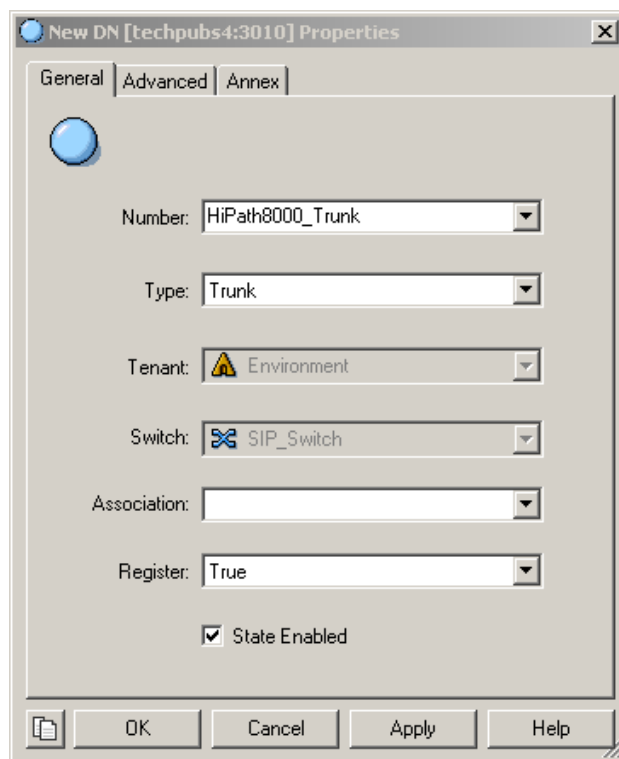 New DN [techpubs4:3010] Properties
General Advanced Annex
Number: HiPath8000_Trunk
Type: Trunk
Tenant: Environment
Switch: SIP_Switch
Association:
Register: True
State Enabled
OK Cancel Apply Help